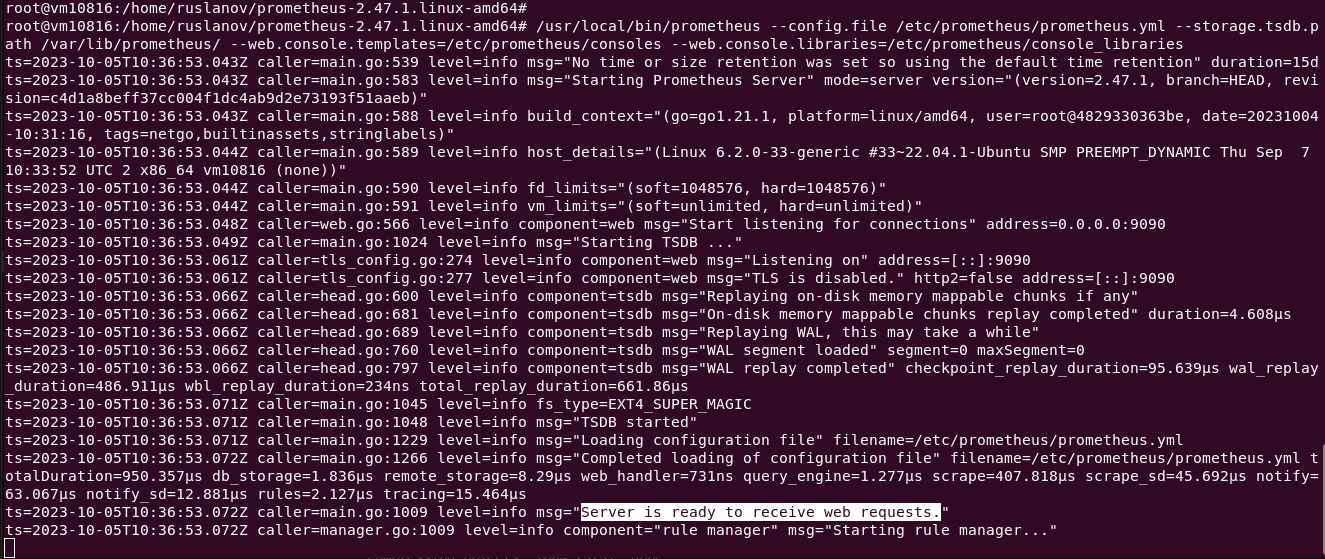 root@vm10816:/home/ruslanov/prometheus-2.47.1.linux-amd64#
root@vm10816:/home/ruslanov/prometheus-2.47.1.linux-amd64# /usr/local/bin/prometheus --config.file /etc/prometheus/prometheus.yml --storage.tsdb.p
ath /var/lib/prometheus/ --web.console.templates=/etc/prometheus/consoles --web.console.libraries=/etc/prometheus/console_libraries
ts=2023-10-05T10:36:53.043Z caller=main.go:539 level=info msg="No time or size retention was set so using the default time retention" duration=15d
ts=2023-10-05T10:36:53.043Z caller=main.go:583 level=info msg="Starting Prometheus Server" mode=server version="(version=2.47.1, branch=HEAD, revi
sion=c4d1a8beff37cc004f1dc4ab9d2e73193f51aaeb)"
ts=2023-10-05T10:36:53.043Z caller=main.go:588 level=info build_context="(go=go1.21.1, platform=linux/amd64, user=root@4829330363be, date=20231004
-10:31:16, tags=netgo,builtinassets,stringlabels)"
ts=2023-10-05T10:36:53.044Z caller=main.go:589 level=info host_details="(Linux 6.2.0-33-generic #33~22.04.1-Ubuntu SMP PREEMPT_DYNAMIC Thu Sep  7
10:33:52 UTC 2 x86_64 vm10816 (none))"
ts=2023-10-05T10:36:53.044Z caller=main.go:590 level=info fd_limits="(soft=1048576, hard=1048576)"
ts=2023-10-05T10:36:53.044Z caller=main.go:591 level=info vm_limits="(soft=unlimited, hard=unlimited)"
ts=2023-10-05T10:36:53.048Z caller=web.go:566 level=info component=web msg="Start listening for connections" address=0.0.0.0:9090
ts=2023-10-05T10:36:53.049Z caller=main.go:1024 level=info msg="Starting TSDB ..."
ts=2023-10-05T10:36:53.061Z caller=tls_config.go:274 level=info component=web msg="Listening on" address=[::]:9090
ts=2023-10-05T10:36:53.061Z caller=tls_config.go:277 level=info component=web msg="TLS is disabled." http2=false address=[::]:9090
ts=2023-10-05T10:36:53.066Z caller=head.go:600 level=info component=tsdb msg="Replaying on-disk memory mappable chunks if any"
ts=2023-10-05T10:36:53.066Z caller=head.go:681 level=info component=tsdb msg="On-disk memory mappable chunks replay completed" duration=4.608µs
ts=2023-10-05T10:36:53.066Z caller=head.go:689 level=info component=tsdb msg="Replaying WAL, this may take a while"
ts=2023-10-05T10:36:53.066Z caller=head.go:760 level=info component=tsdb msg="WAL segment loaded" segment=0 maxSegment=0
ts=2023-10-05T10:36:53.066Z caller=head.go:797 level=info component=tsdb msg="WAL replay completed" checkpoint_replay_duration=95.639µs wal_replay
_duration=486.911µs wbl_replay_duration=234ns total_replay_duration=661.86µs
ts=2023-10-05T10:36:53.071Z caller=main.go:1045 level=info fs_type=EXT4_SUPER_MAGIC
ts=2023-10-05T10:36:53.071Z caller=main.go:1048 level=info msg="TSDB started"
ts=2023-10-05T10:36:53.071Z caller=main.go:1229 level=info msg="Loading configuration file" filename=/etc/prometheus/prometheus.yml
ts=2023-10-05T10:36:53.072Z caller=main.go:1266 level=info msg="Completed loading of configuration file" filename=/etc/prometheus/prometheus.yml t
otalDuration=950.357µs db_storage=1.836µs remote_storage=8.29µs web_handler=731ns query_engine=1.277µs scrape=407.818µs scrape_sd=45.692µs notify=
63.067µs notify_sd=12.881µs rules=2.127µs tracing=15.464µs
ts=2023-10-05T10:36:53.072Z caller=main.go:1009 level=info msg="Server is ready to receive web requests."
ts=2023-10-05T10:36:53.072Z caller=manager.go:1009 level=info component="rule manager" msg="Starting rule manager..."